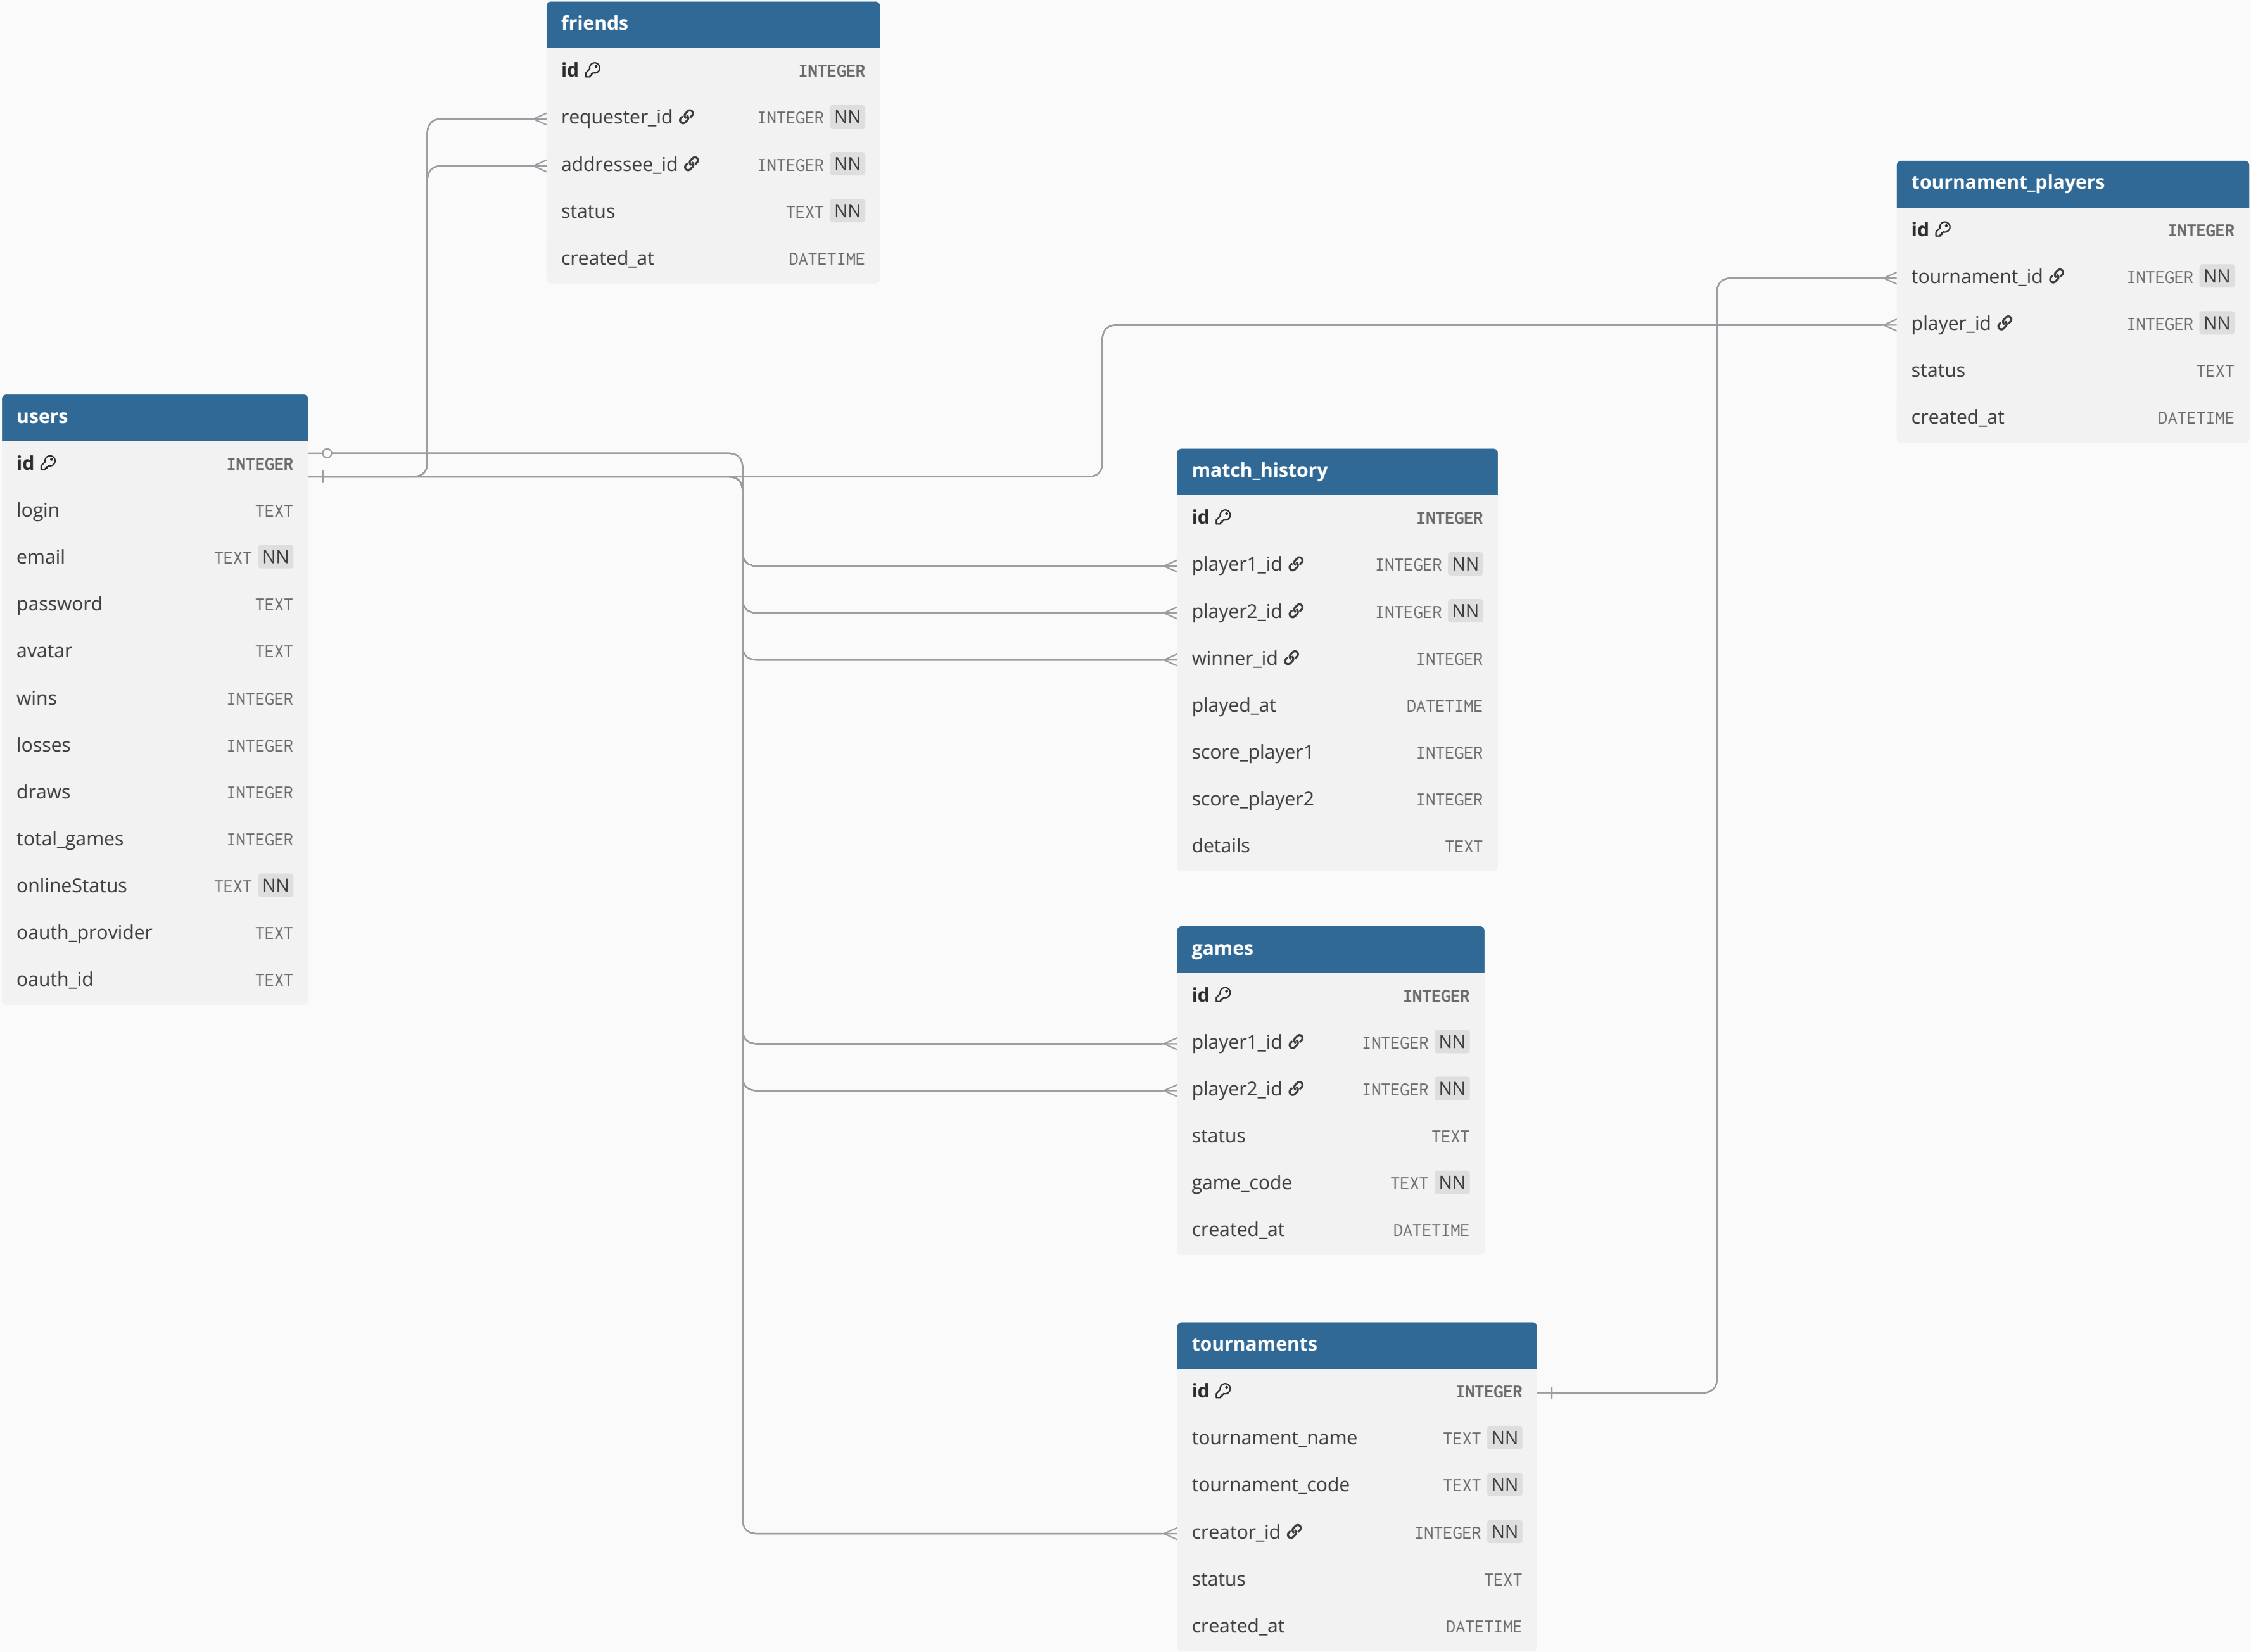 friends
id INTEGER
requester_id INTEGER NN
addressee_id INTEGER NN
status TEXT NN
created_at DATETIME
tournament_players
id INTEGER
tournament_id INTEGER NN
player_id INTEGER NN
status TEXT
created_at DATETIME
users
id INTEGER
login TEXT
email TEXT NN
password TEXT
avatar TEXT
wins INTEGER
losses INTEGER
draws INTEGER
total_games INTEGER
onlineStatus TEXT NN
oauth_provider TEXT
oauth_id TEXT
match_history
id INTEGER
player1_id INTEGER NN
player2_id INTEGER NN
winner_id INTEGER
played_at DATETIME
score_player1 INTEGER
score_player2 INTEGER
details TEXT
games
id INTEGER
player1_id INTEGER NN
player2_id INTEGER NN
status TEXT
game_code TEXT NN
created_at DATETIME
tournaments
id INTEGER
tournament_name TEXT NN
tournament_code TEXT NN
creator_id INTEGER NN
status TEXT
created_at DATETIME